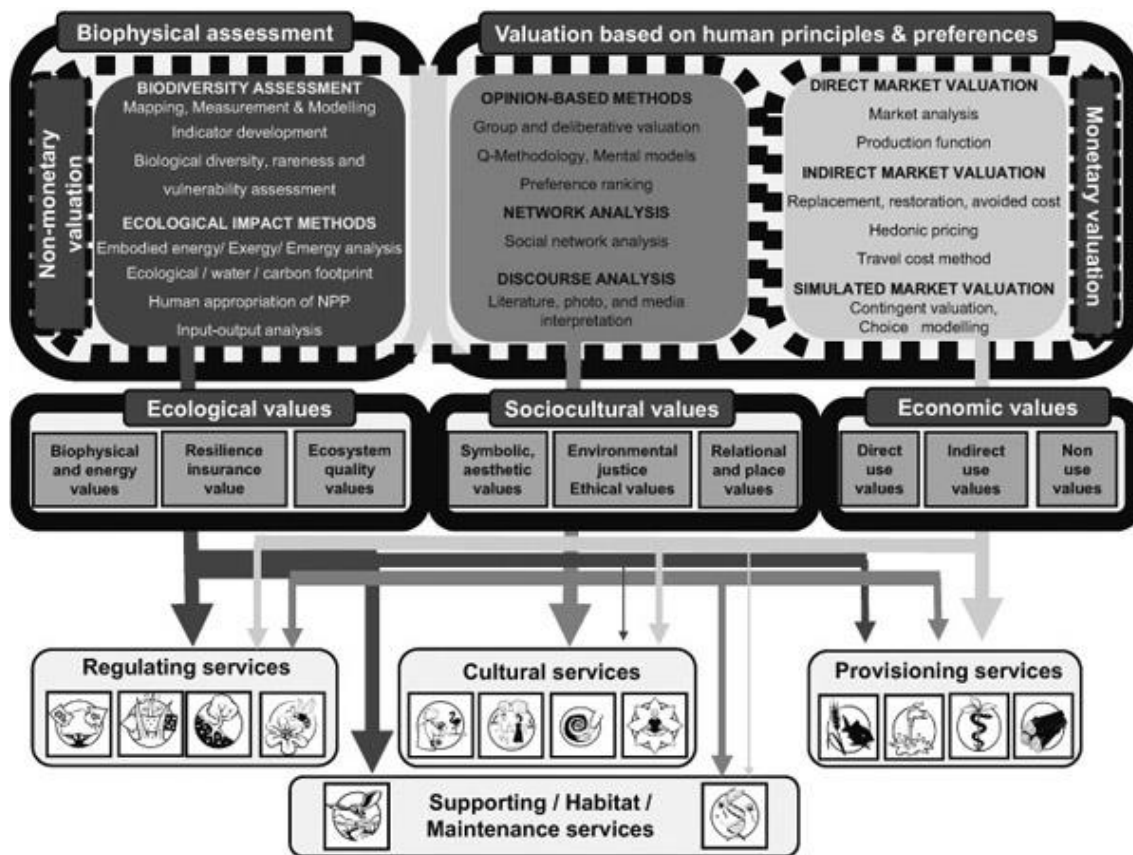 Biophysical assessment
Valuation based on human principles & preferences
Non-monetary
valuation
BIODIVERSITY ASSESSMENT
Mapping, Measurement & Modelling
Indicator development
Biological diversity, rareness and
vulnerability assessment
ECOLOGICAL IMPACT METHODS
Embodied energy/ Exergy/ Emergy analysis
Ecological / water / carbon footprint
Human appropriation of NPP
Input-output analysis
OPINION-BASED METHODS
Group and deliberative valuation
Q-Methodology, Mental models
Preference ranking
NETWORK ANALYSIS
Social network analysis
DISCOURSE ANALYSIS
Literature, photo, and media
interpretation
DIRECT MARKET VALUATION
Market analysis
Production function
INDIRECT MARKET VALUATION
Replacement, restoration, avoided cost
Hedonic pricing
Travel cost method
SIMULATED MARKET VALUATION
Contingent valuation,
Choice modelling
Monetary valuation
Ecological values
Biophysical
and energy
values
Resilience
insurance
value
Ecosystem
quality
values
Sociocultural values
Symbolic,
aesthetic
values
Environmental
justice
Ethical values
Relational
and place
values
Economic values
Direct
use
values
Indirect
use
values
Non
use
values
Regulating services
Cultural services
Provisioning services
Supporting / Habitat /
Maintenance services